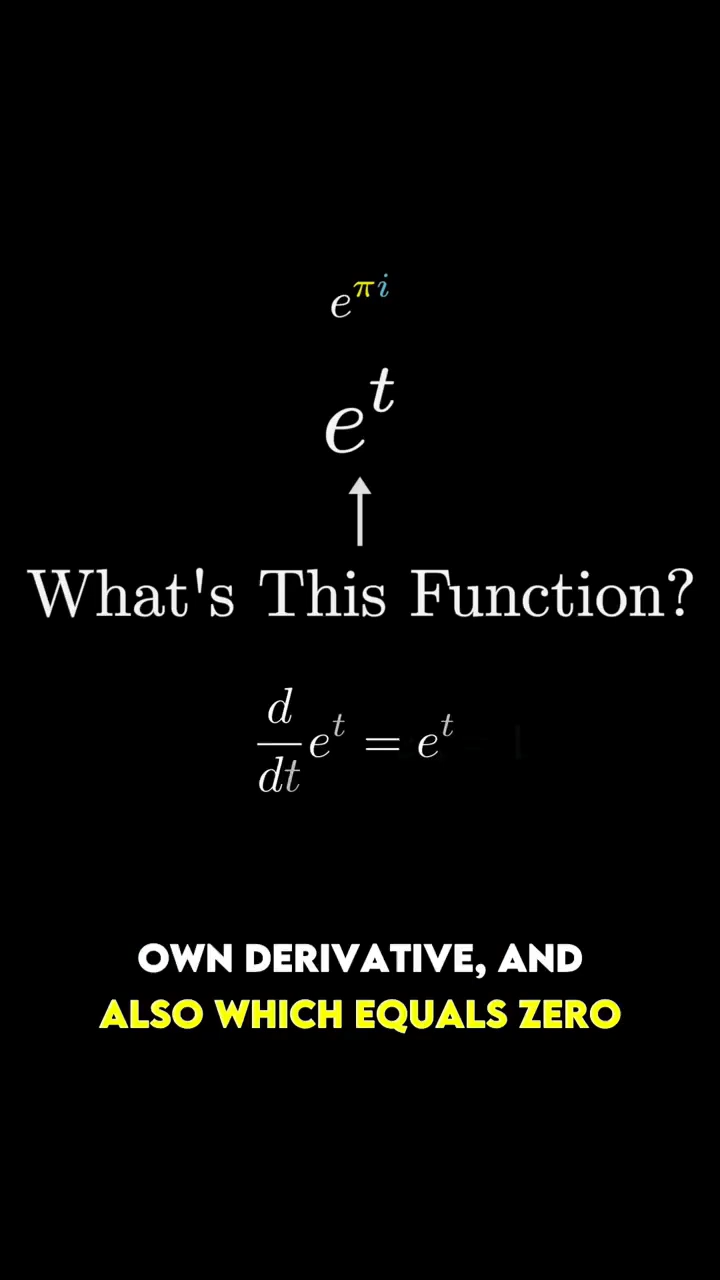 e^{πi}
e^t
What's This Function?
d/dt e^t = e^t
OWN DERIVATIVE, AND
ALSO WHICH EQUALS ZERO